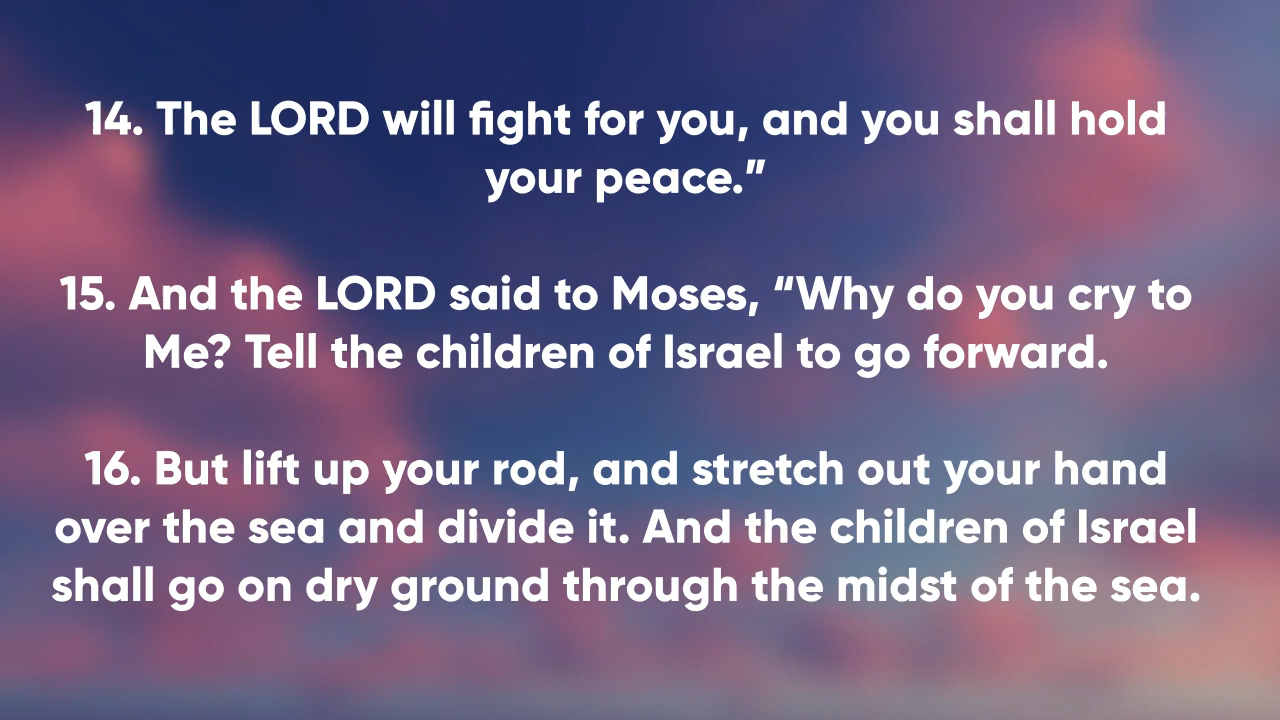 14. The LORD will fight for you, and you shall hold
your peace.”
15. And the LORD said to Moses, “Why do you cry to
Me? Tell the children of Israel to go forward.
16. But lift up your rod, and stretch out your hand
over the sea and divide it. And the children of Israel
shall go on dry ground through the midst of the sea.